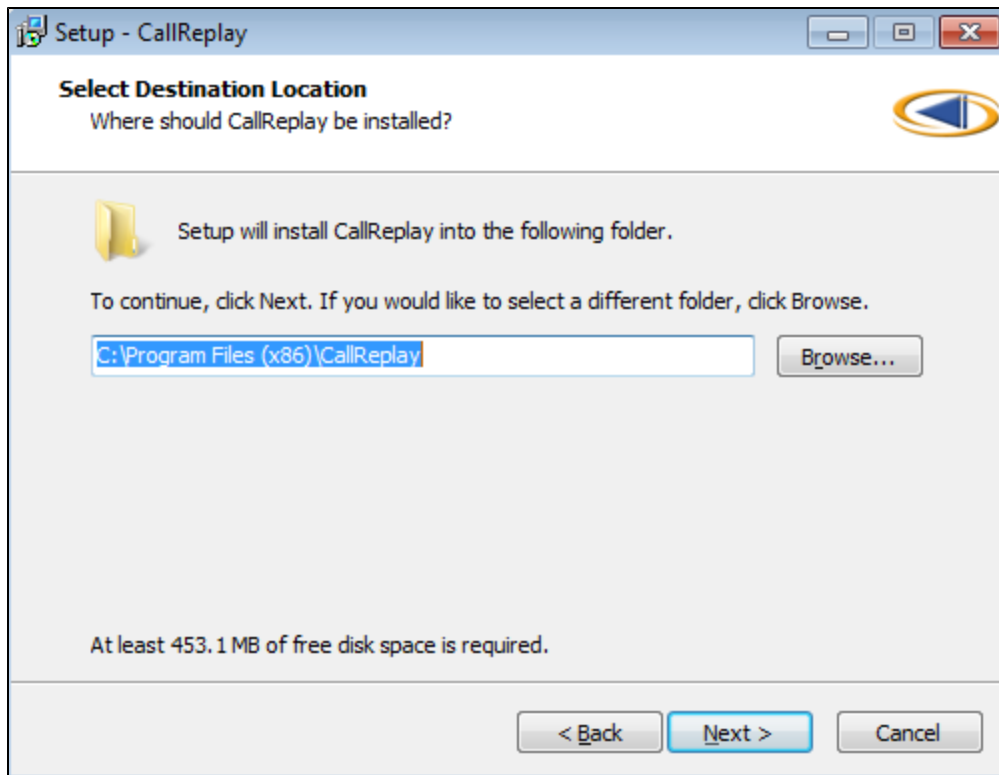 Setup - CallReplay
Select Destination Location
Where should CallReplay be installed?
Setup will install CallReplay into the following folder.
To continue, click Next. If you would like to select a different folder, click Browse.
C:\Program Files (x86)\CallReplay
Browse...
At least 453.1 MB of free disk space is required.
< Back
Next >
Cancel